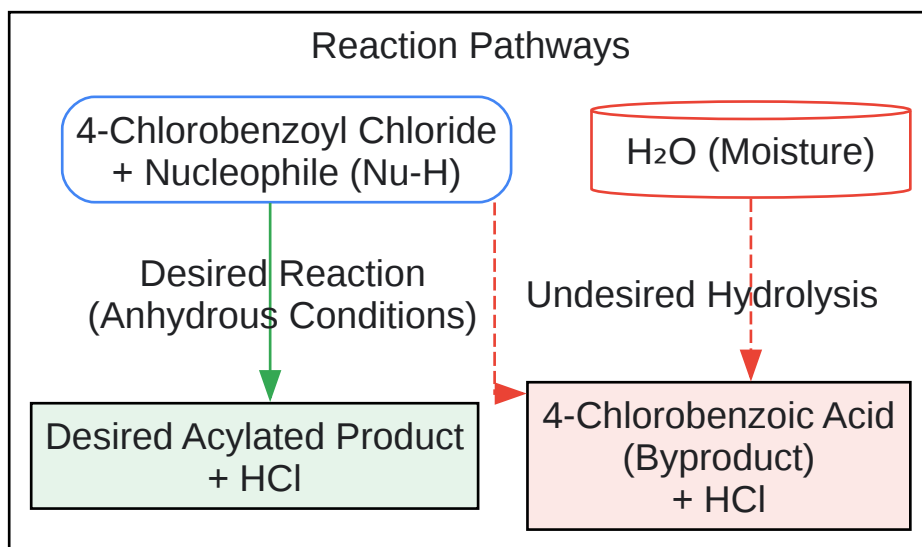 Reaction Pathways
4-Chlorobenzoyl Chloride
+ Nucleophile (Nu-H)
H₂O (Moisture)
Desired Reaction
(Anhydrous Conditions)
Undesired Hydrolysis
Desired Acylated Product
+ HCl
4-Chlorobenzoic Acid
(Byproduct)
+ HCl